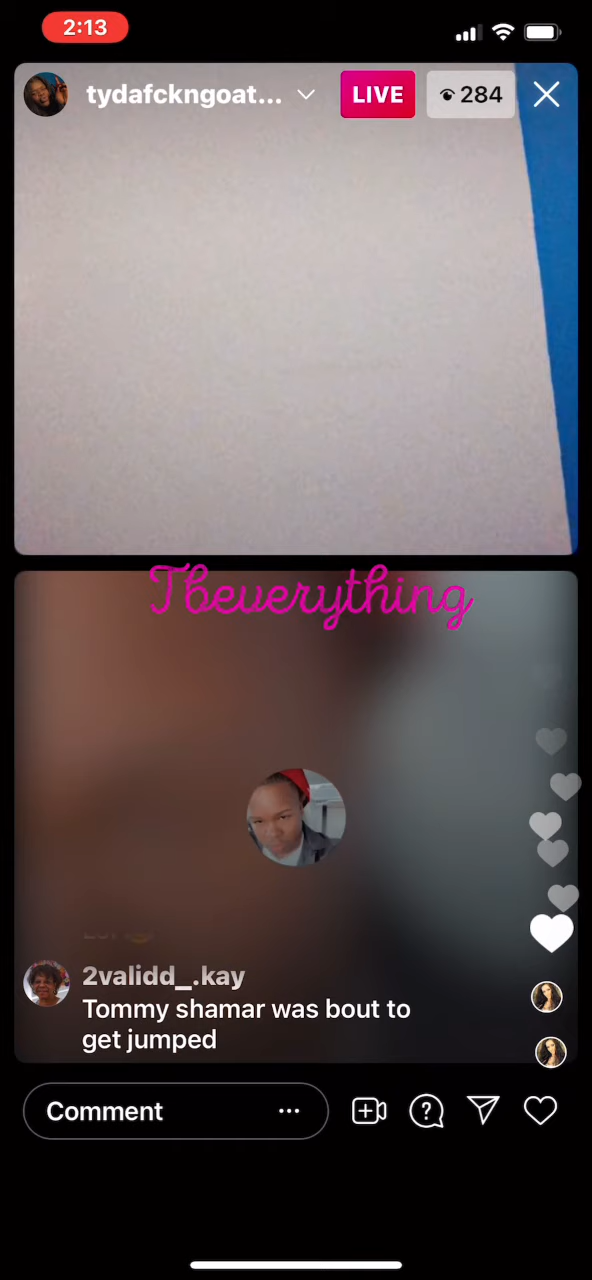 2:13
tydafckngoat...
LIVE
284
Tbeverything
2validd_.kay
Tommy shamar was bout to
get jumped
Comment